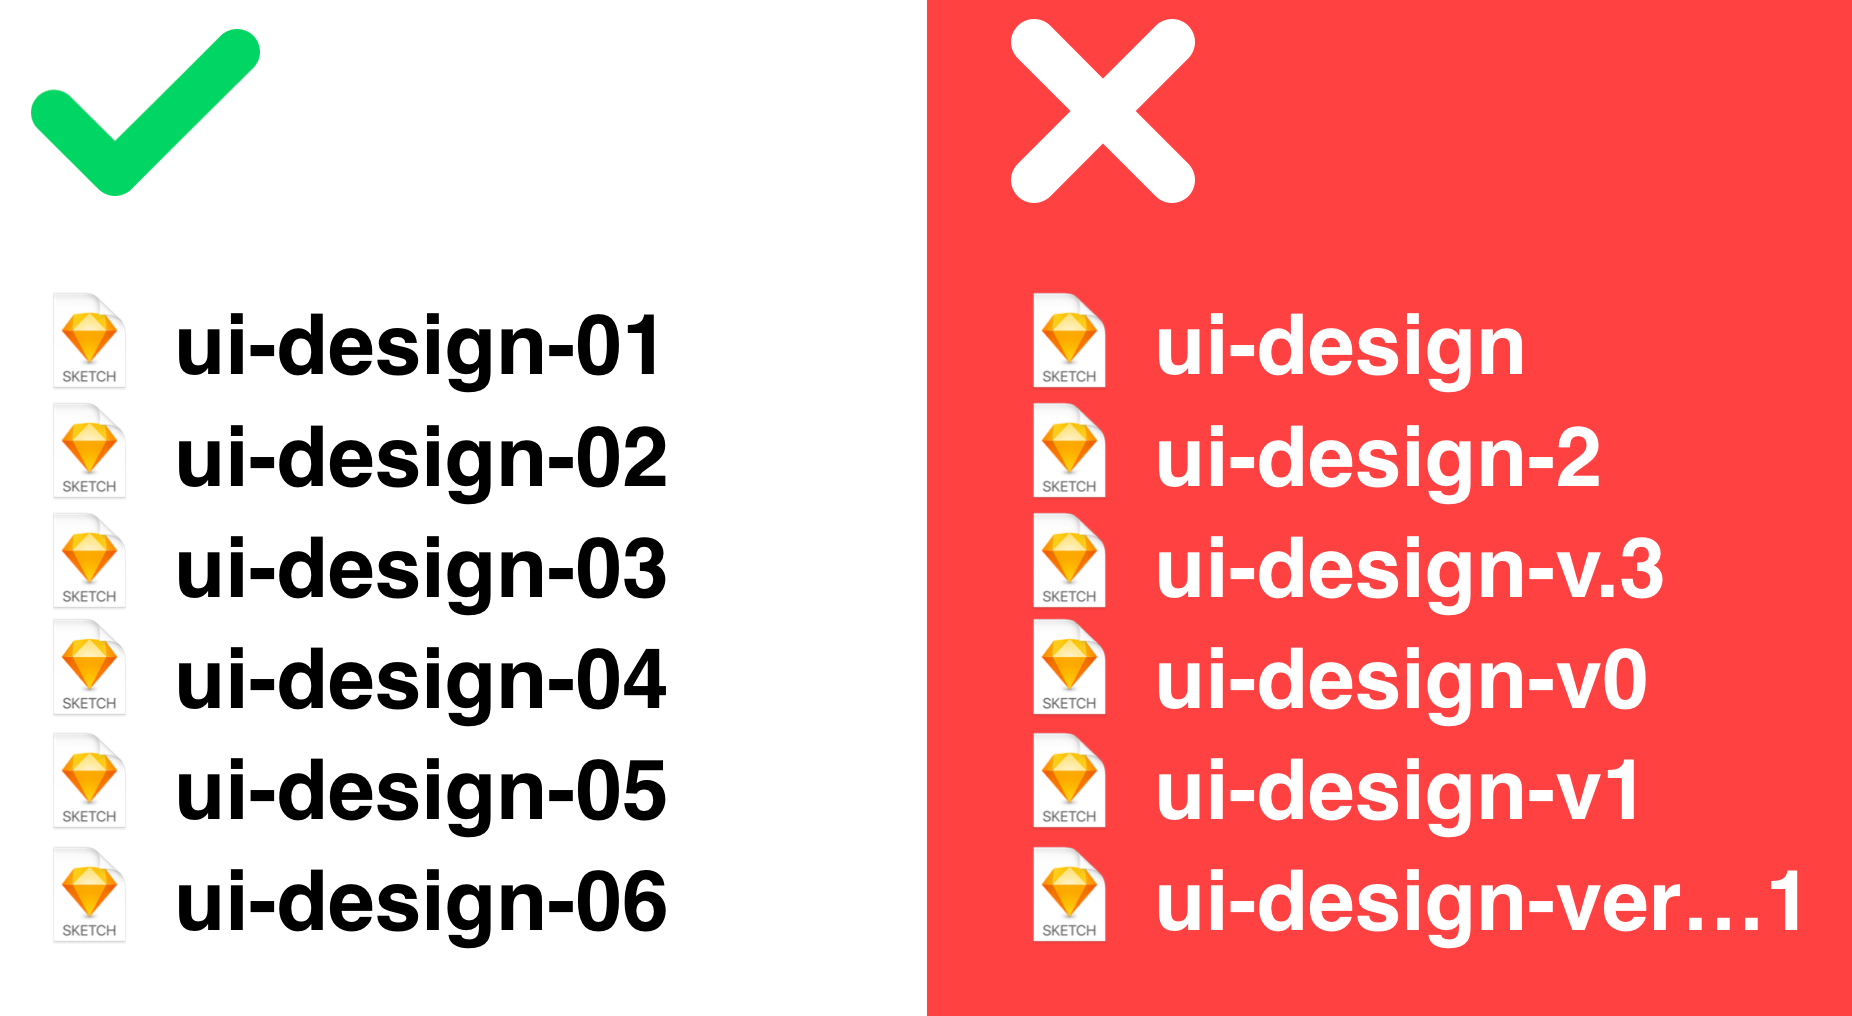 SKETCH ui-design-01
SKETCH ui-design-02
SKETCH ui-design-03
SKETCH ui-design-04
SKETCH ui-design-05
SKETCH ui-design-06
SKETCH ui-design
SKETCH ui-design-2
SKETCH ui-design-v.3
SKETCH ui-design-v0
SKETCH ui-design-v1
SKETCH ui-design-ver…1